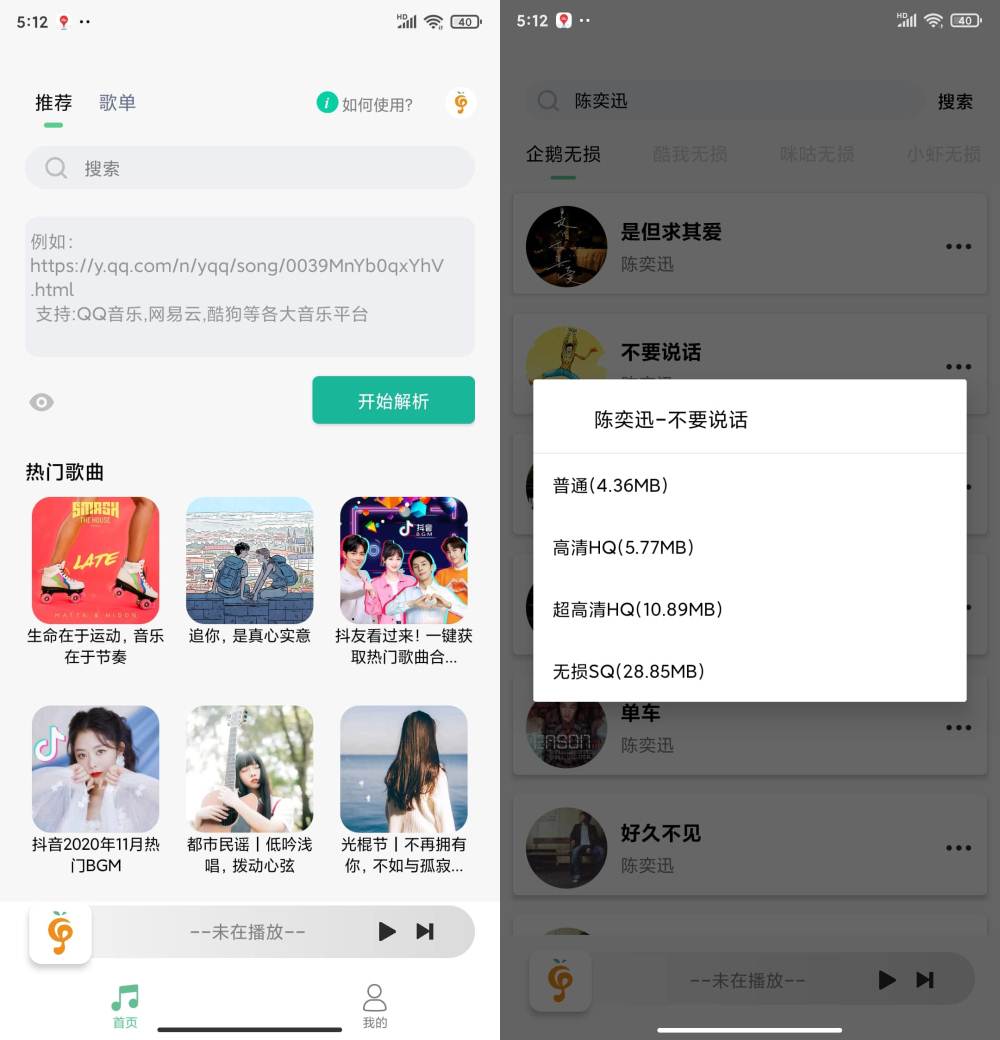 5:12
HD
40
推荐
歌单
i 如何使用?
搜索
例如：
https://y.qq.com/n/yqq/song/0039MnYb0qxYhV
.html
支持:QQ音乐,网易云,酷狗等各大音乐平台
开始解析
热门歌曲
SMASH
THE HOUSE
LATE
MATTN & HIDDN
抖音
BGM
生命在于运动，音乐
在于节奏
追你，是真心实意
抖友看过来！一键获
取热门歌曲合...
抖音2020年11月热
门BGM
都市民谣丨低吟浅
唱，拨动心弦
光棍节丨不再拥有
你，不如与孤寂...
--未在播放--
首页
我的
5:12
HD
40
陈奕迅
搜索
企鹅无损
酷我无损
咪咕无损
小虾无损
是但求其爱
陈奕迅
不要说话
陈奕迅-不要说话
普通(4.36MB)
高清HQ(5.77MB)
超高清HQ(10.89MB)
无损SQ(28.85MB)
单车
陈奕迅
EASON
好久不见
陈奕迅
--未在播放--